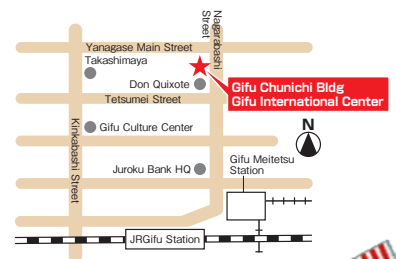 Nagarabashi
Street
Yanagase Main Street
Takashimaya
Don Quixote
Gifu Chunichi Bldg
Gifu International Center
Tetsumei Street
Kinkabashi Street
Gifu Culture Center
N
Gifu Meitetsu
Station
Juroku Bank HQ
JRGifu Station